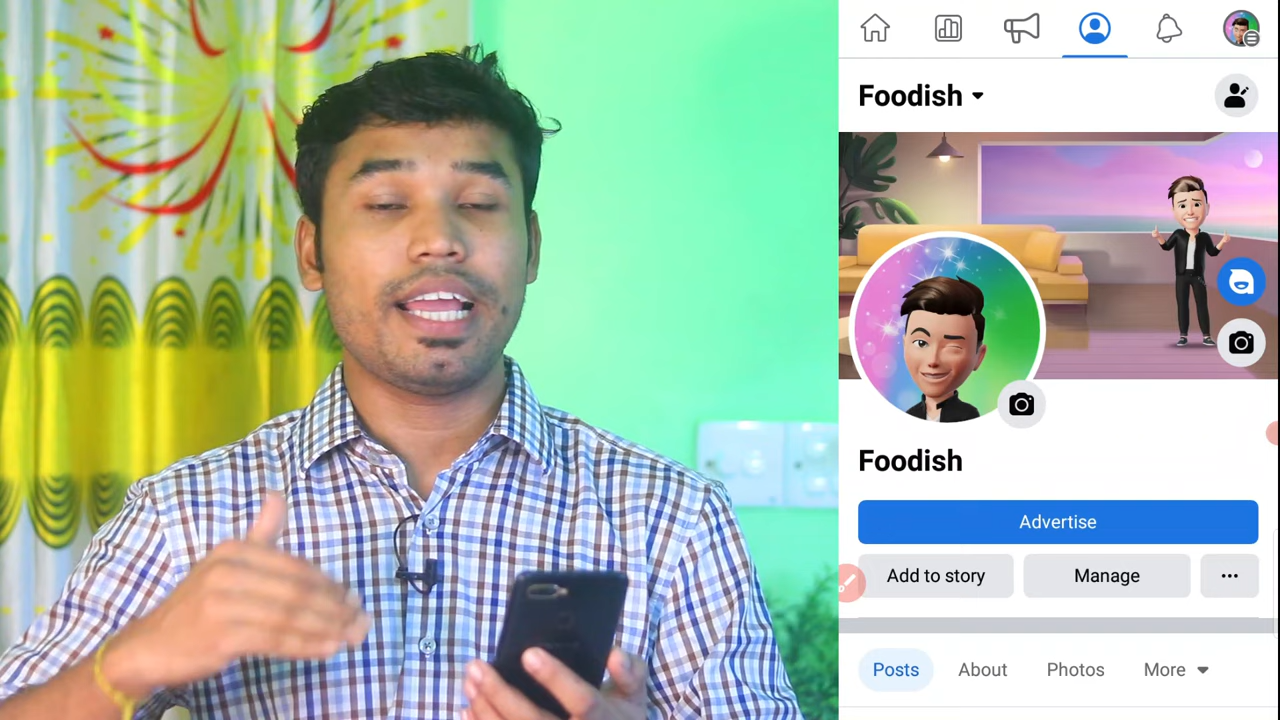 Foodish
Foodish
Advertise
Add to story
Manage
Posts
About
Photos
More